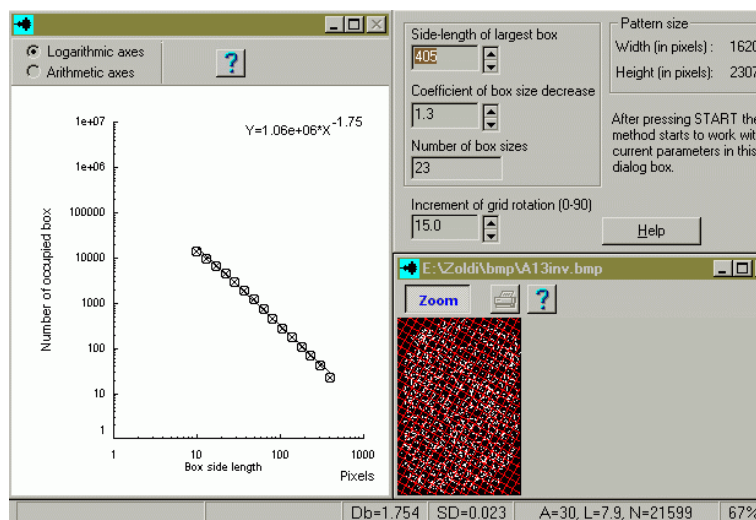 Logarithmic axes
Arithmetic axes
?
1e+07
1e+06
100000
10000
1000
100
10
1
Number of occupied box
Y=1.06e+06*X^-1.75
1
10
100
1000
Box side length
Pixels
Side-length of largest box
405
Coefficient of box size decrease
1.3
Number of box sizes
23
Increment of grid rotation (0-90)
15.0
Pattern size
Width (in pixels) : 1620
Height (in pixels): 2307
After pressing START the
method starts to work wit
current parameters in this
dialog box.
Help
E:\Zoldi\bmp\A13inv.bmp
Zoom
?
Db=1.754 SD=0.023 A=30, L=7.9, N=21599 67%